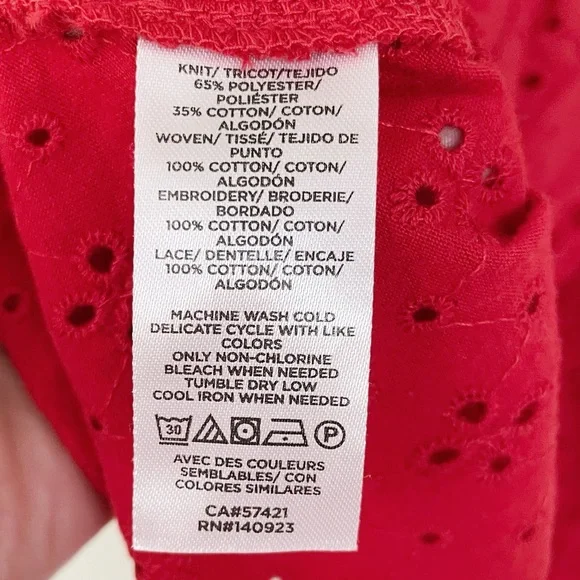 KNIT/ TRICOT/TEJIDO
65% POLYESTER/
POLIÉSTER
35% COTTON/ COTON/
ALGODÓN
WOVEN/ TISSÉ/ TEJIDO DE
PUNTO
100% COTTON/ COTON/
ALGODÓN
EMBROIDERY/ BRODERIE/
BORDADO
100% COTTON/ COTON/
ALGODÓN
LACE/ DENTELLE/ ENCAJE
100% COTTON/ COTON/
ALGODÓN
MACHINE WASH COLD
DELICATE CYCLE WITH LIKE
COLORS
ONLY NON-CHLORINE
BLEACH WHEN NEEDED
TUMBLE DRY LOW
COOL IRON WHEN NEEDED
30 P
AVEC DES COULEURS
SEMBLABLES/ CON
COLORES SIMILARES
CA#57421
RN#140923